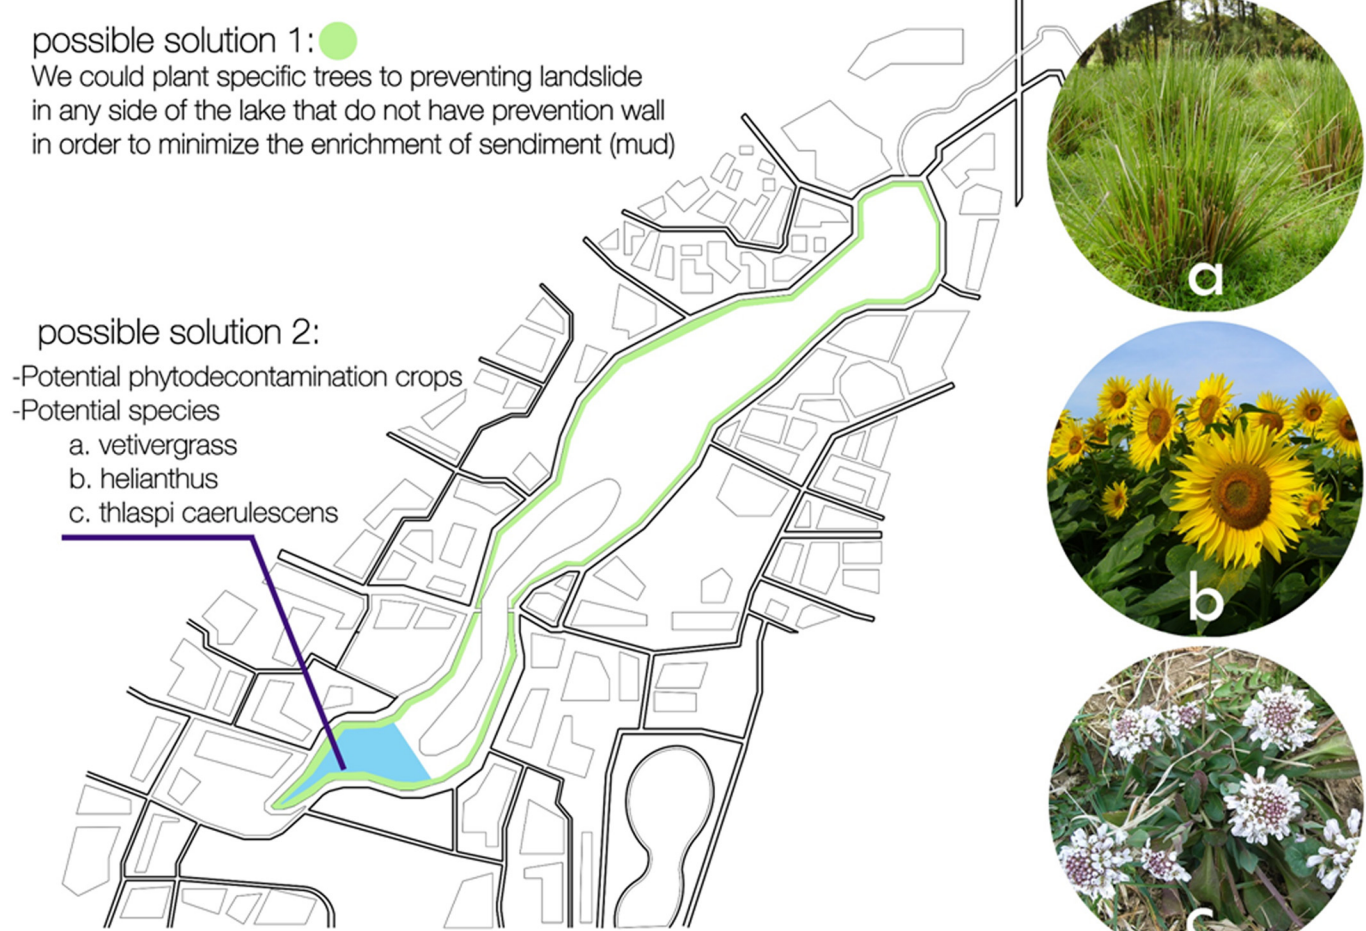 possible solution 1:
We could plant specific trees to preventing landslide
in any side of the lake that do not have prevention wall
in order to minimize the enrichment of sendiment (mud)
possible solution 2:
-Potential phytodecontamination crops
-Potential species
a. vetivergrass
b. helianthus
c. thlaspi caerulescens
a
b
c